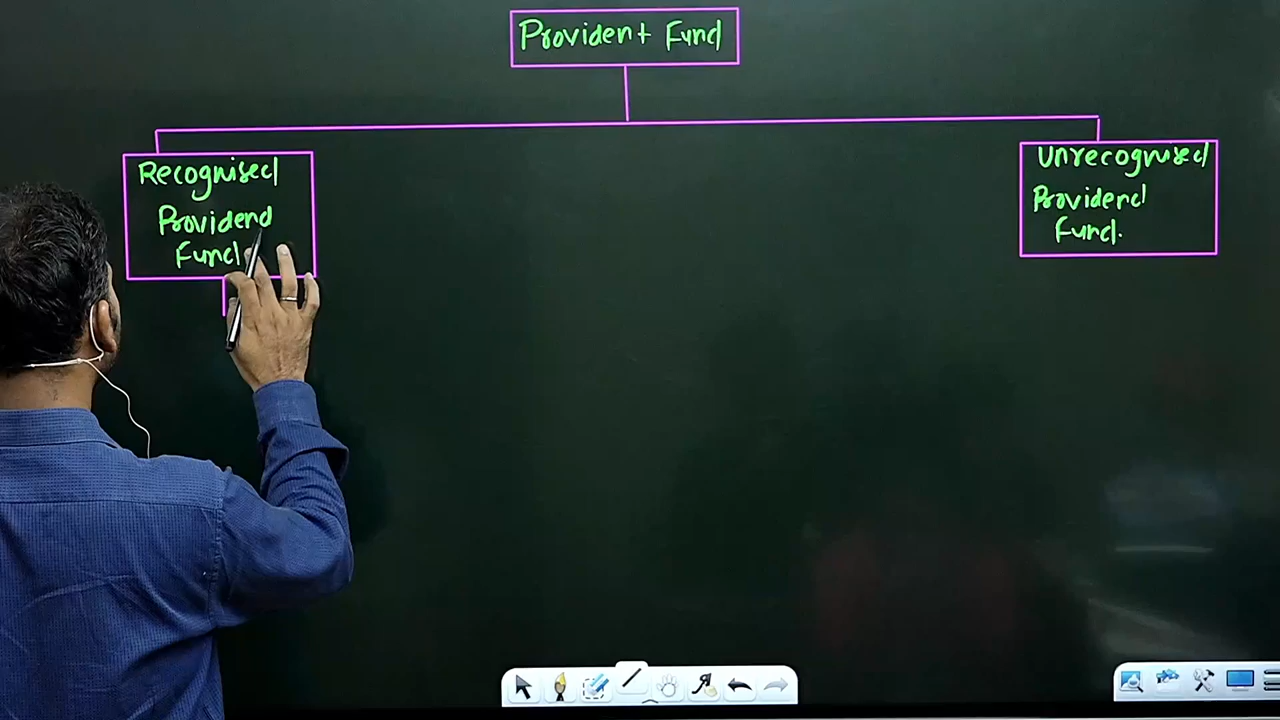 Provident Fund
Recognised
Providend
Fund
Unrecognised
Providend
Fund.